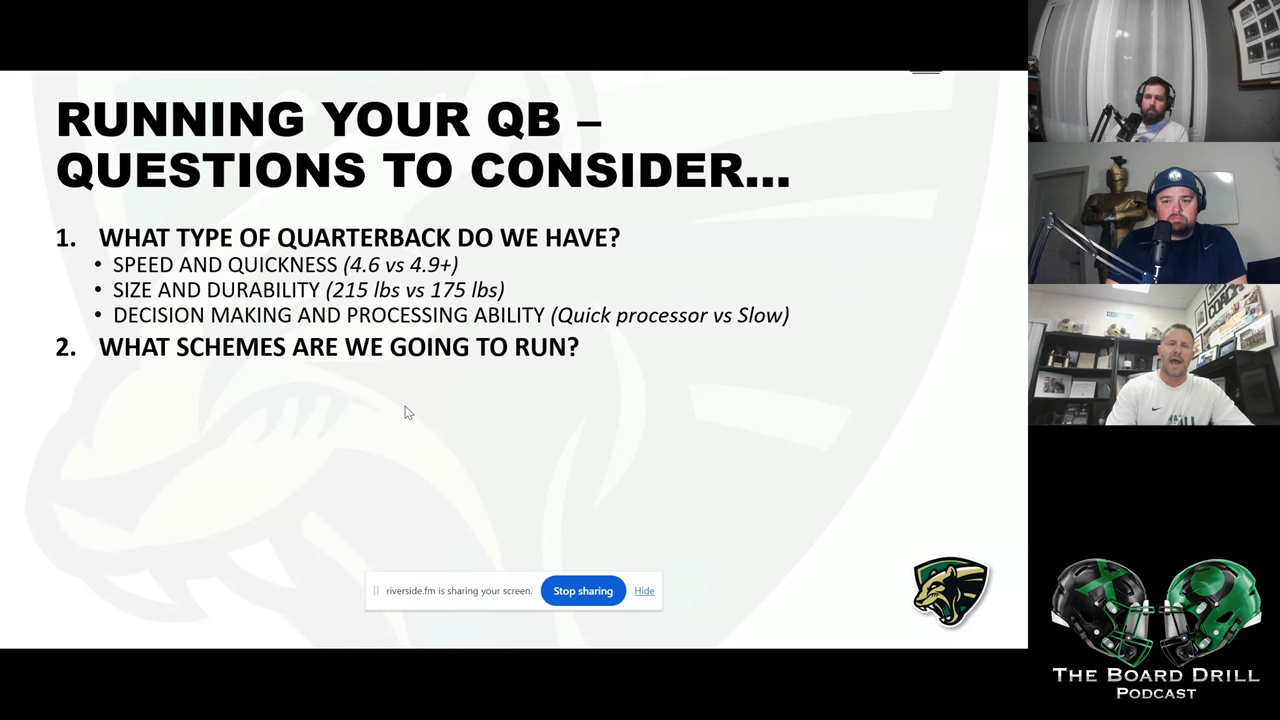 RUNNING YOUR QB –
QUESTIONS TO CONSIDER...
1. WHAT TYPE OF QUARTERBACK DO WE HAVE?
• SPEED AND QUICKNESS (4.6 vs 4.9+)
• SIZE AND DURABILITY (215 lbs vs 175 lbs)
• DECISION MAKING AND PROCESSING ABILITY (Quick processor vs Slow)
2. WHAT SCHEMES ARE WE GOING TO RUN?
riverside.fm is sharing your screen.
Stop sharing
Hide
COACH
THE BOARD DRILL
PODCAST